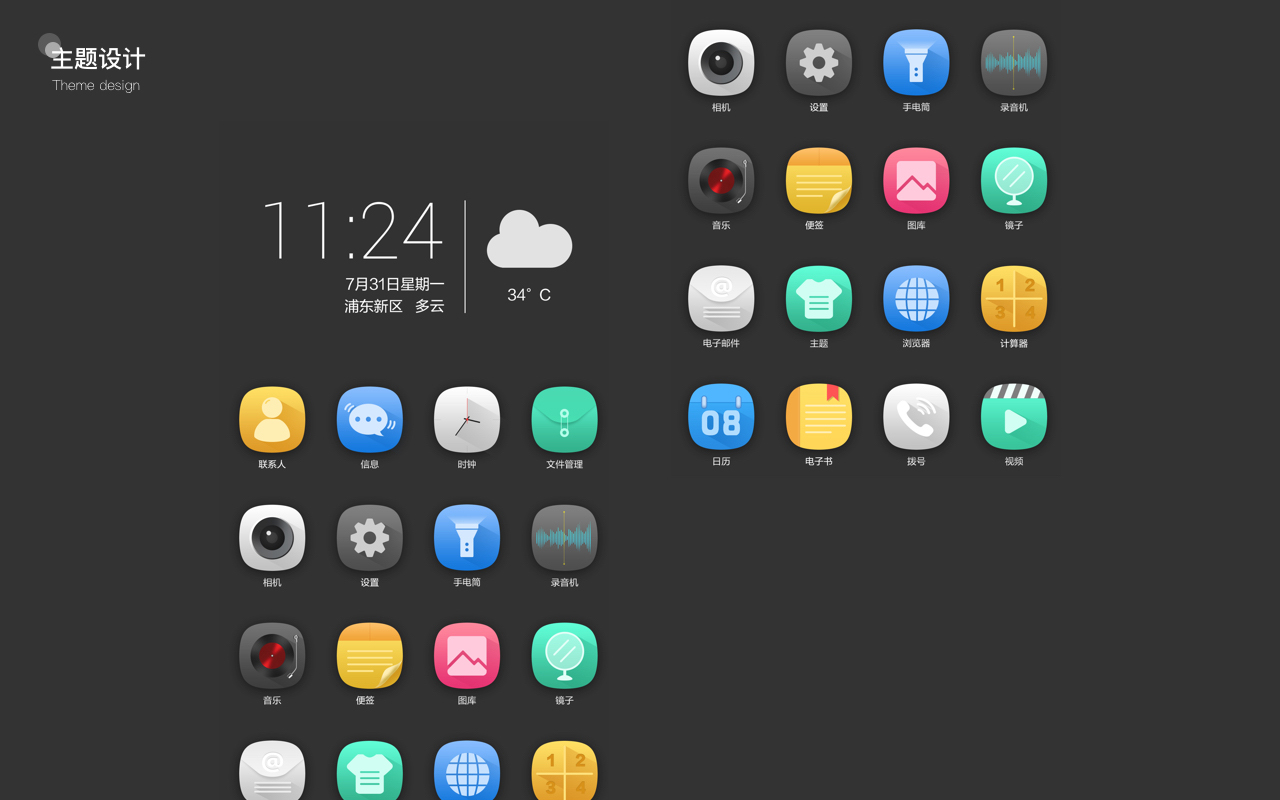 主题设计
Theme design
11:24
7月31日星期一
浦东新区 多云
34° C
联系人 信息 时钟 文件管理
相机 设置 手电筒 录音机
音乐 便签 图库 镜子
@ 1 2
3 4
相机 设置 手电筒 录音机
音乐 便签 图库 镜子
@ 1 2
3 4
电子邮件 主题 浏览器 计算器
08
日历 电子书 拨号 视频